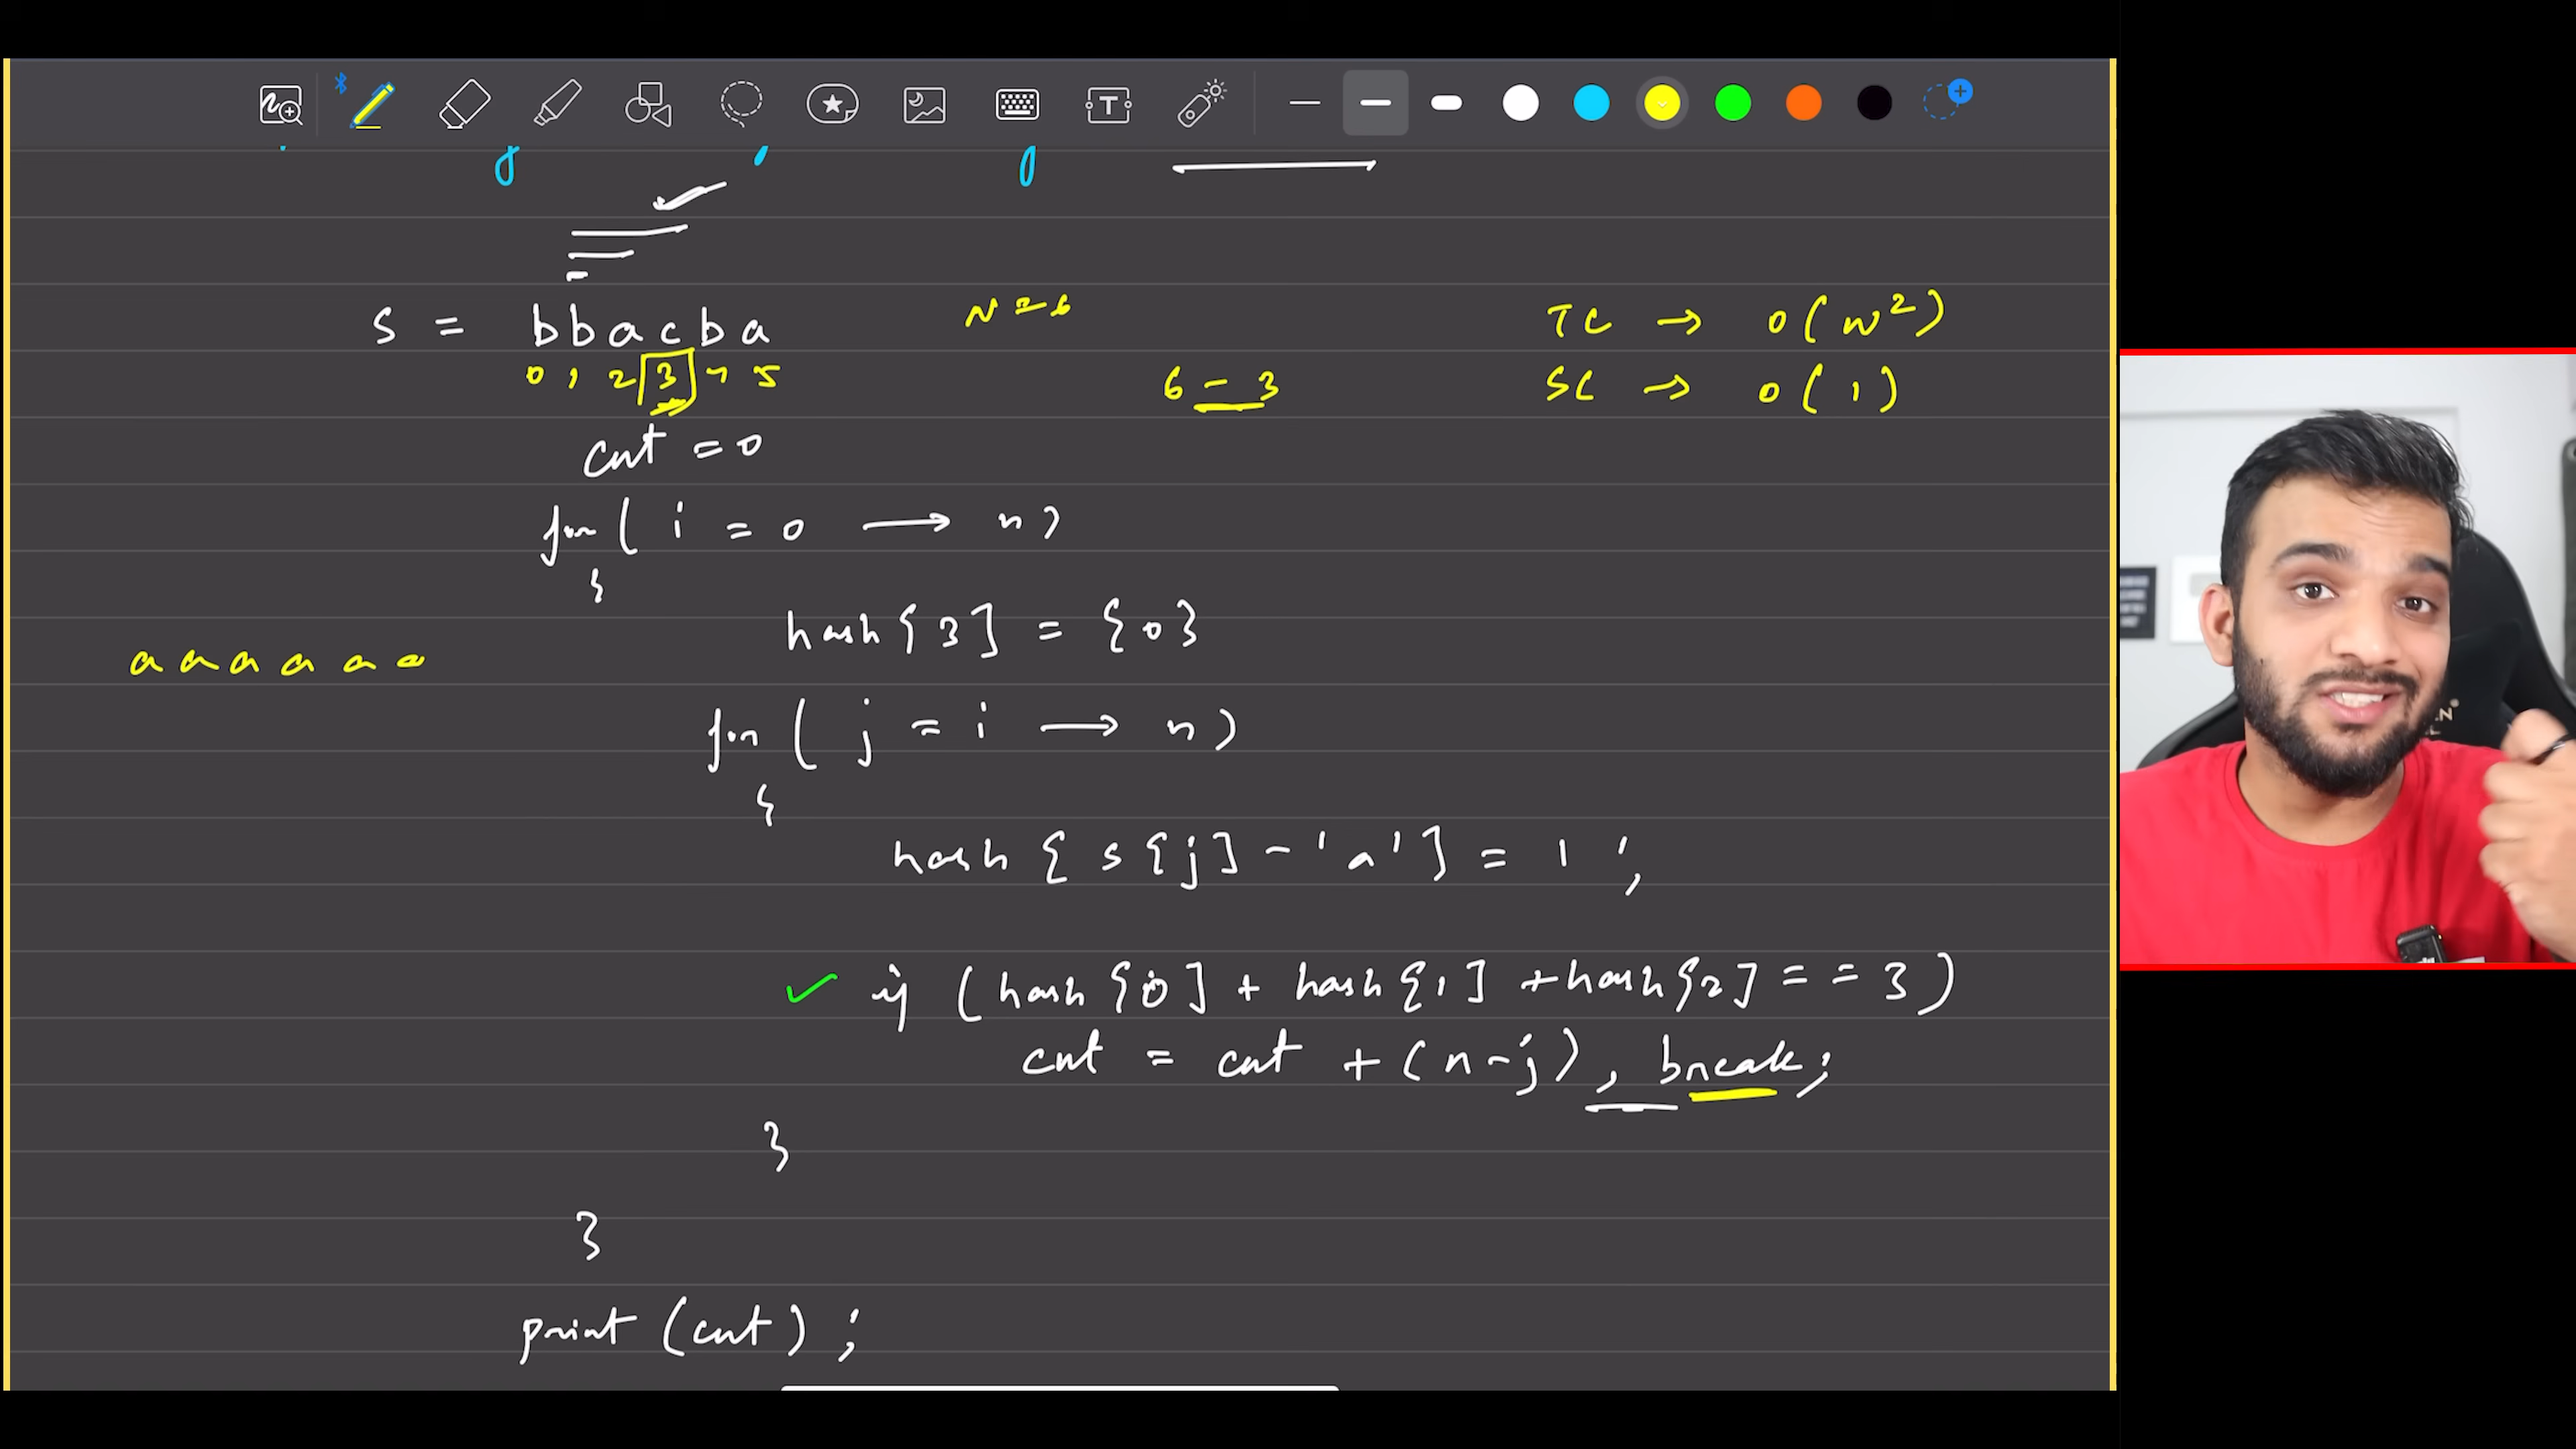 S = bbacba
N = 6
TC → O(N²)
0 1 2 3 4 5
6 - 3
SC → O(1)
cnt = 0
for( i = 0 → n)
{
hash[3] = {0}
aaaaaa
for( j = i → n)
{
hash[s[j]-'a'] = 1;
if (hash[0] + hash[1] + hash[2] == 3)
cnt = cnt + (n-j), break;
}
}
print(cnt);